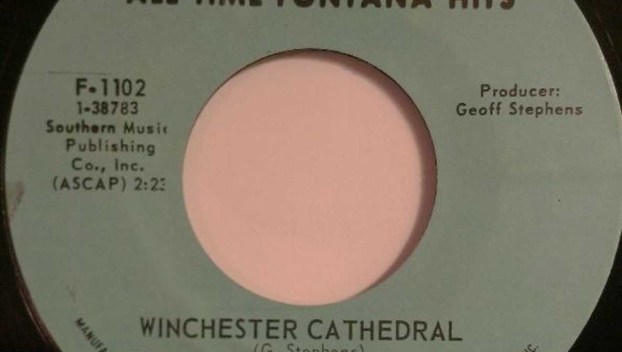 ALL TIME FONTANA HITS
F-1102
1-38783
Southern Music
Publishing
Co., Inc.
(ASCAP) 2:23
Producer:
Geoff Stephens
WINCHESTER CATHEDRAL
(G. Stephens)